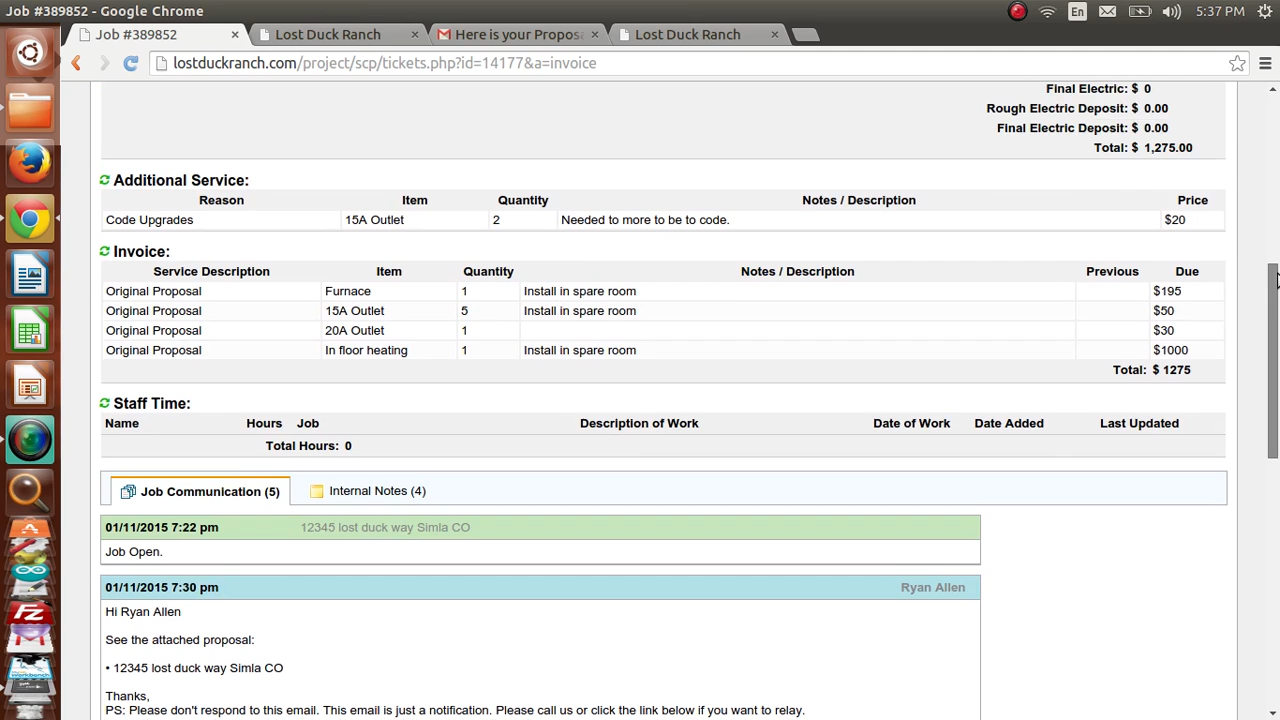 Job #389852 - Google Chrome
En
5:37 PM
Job #389852 ×
Lost Duck Ranch ×
Here is your Propos ×
Lost Duck Ranch ×
lostduckranch.com/project/scp/tickets.php?id=14177&a=invoice
Final Electric: $ 0
Rough Electric Deposit: $ 0.00
Final Electric Deposit: $ 0.00
Total: $ 1,275.00
Additional Service:
Reason Item Quantity Notes / Description Price
Code Upgrades 15A Outlet 2 Needed to more to be to code. $20
Invoice:
Service Description Item Quantity Notes / Description Previous Due
Original Proposal Furnace 1 Install in spare room $195
Original Proposal 15A Outlet 5 Install in spare room $50
Original Proposal 20A Outlet 1 $30
Original Proposal In floor heating 1 Install in spare room $1000
Total: $ 1275
Staff Time:
Name Hours Job Description of Work Date of Work Date Added Last Updated
Total Hours: 0
Job Communication (5) Internal Notes (4)
01/11/2015 7:22 pm 12345 lost duck way Simla CO
Job Open.
01/11/2015 7:30 pm Ryan Allen
Hi Ryan Allen
See the attached proposal:
• 12345 lost duck way Simla CO
Thanks,
PS: Please don't respond to this email. This email is just a notification. Please call us or click the link below if you want to relay.